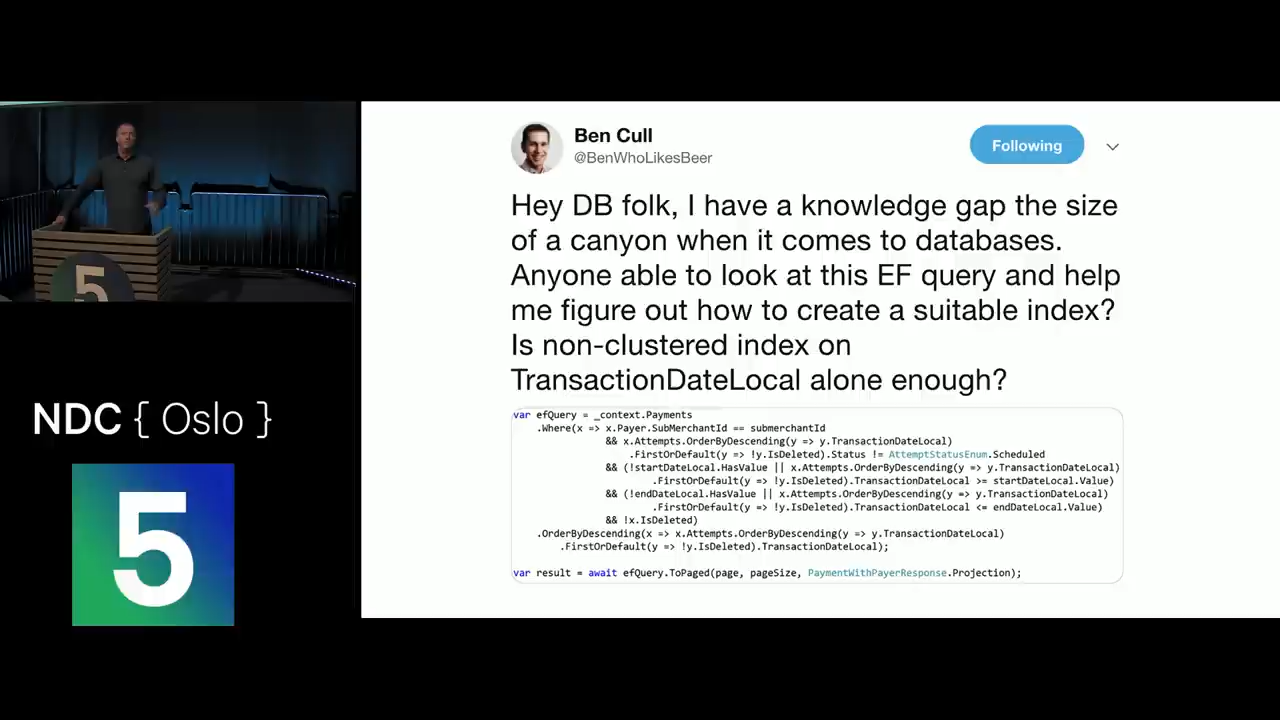 Ben Cull
@BenWhoLikesBeer
Following
Hey DB folk, I have a knowledge gap the size
of a canyon when it comes to databases.
Anyone able to look at this EF query and help
me figure out how to create a suitable index?
Is non-clustered index on
TransactionDateLocal alone enough?
var efQuery = _context.Payments
.Where(x => x.Payer.SubMerchantId == submerchantId
&& x.Attempts.OrderByDescending(y => y.TransactionDateLocal)
.FirstOrDefault(y => !y.IsDeleted).Status != AttemptStatusEnum.Scheduled
&& (!startDateLocal.HasValue || x.Attempts.OrderByDescending(y => y.TransactionDateLocal)
.FirstOrDefault(y => !y.IsDeleted).TransactionDateLocal >= startDateLocal.Value)
&& (!endDateLocal.HasValue || x.Attempts.OrderByDescending(y => y.TransactionDateLocal)
.FirstOrDefault(y => !y.IsDeleted).TransactionDateLocal <= endDateLocal.Value)
&& !x.IsDeleted)
.OrderByDescending(x => x.Attempts.OrderByDescending(y => y.TransactionDateLocal)
.FirstOrDefault(y => !y.IsDeleted).TransactionDateLocal);
var result = await efQuery.ToPaged(page, pageSize, PaymentWithPayerResponse.Projection);
5
NDC { Oslo }
5